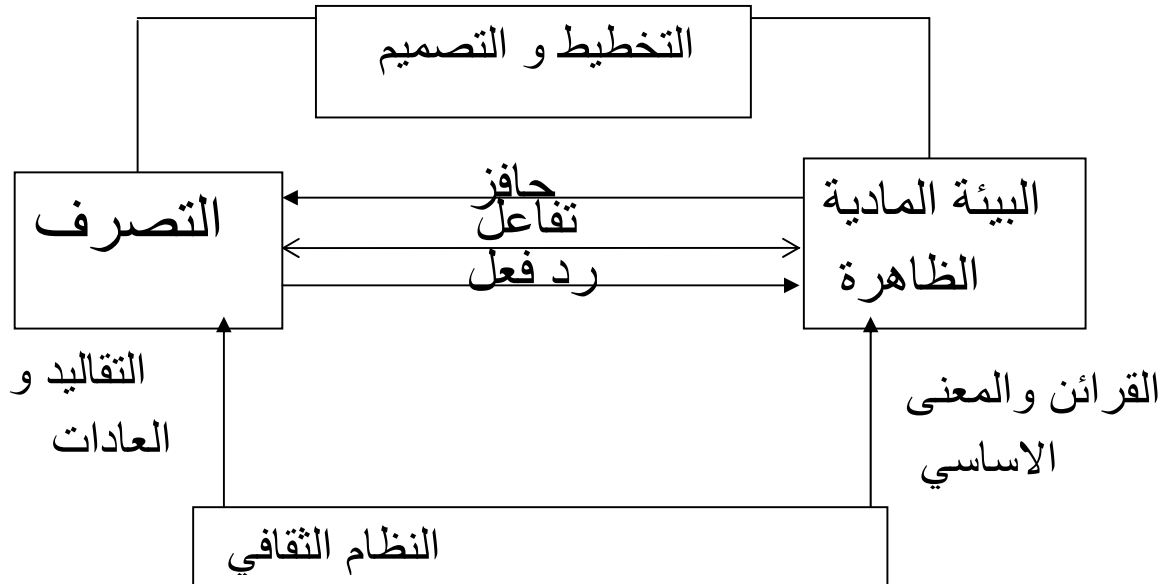 التخطيط و التصميم
البيئة المادية
الظاهرة
حافز
تفاعل
رد فعل
التصرف
القرائن والمعنى
الاساسي
التقاليد و
العادات
النظام الثقافي